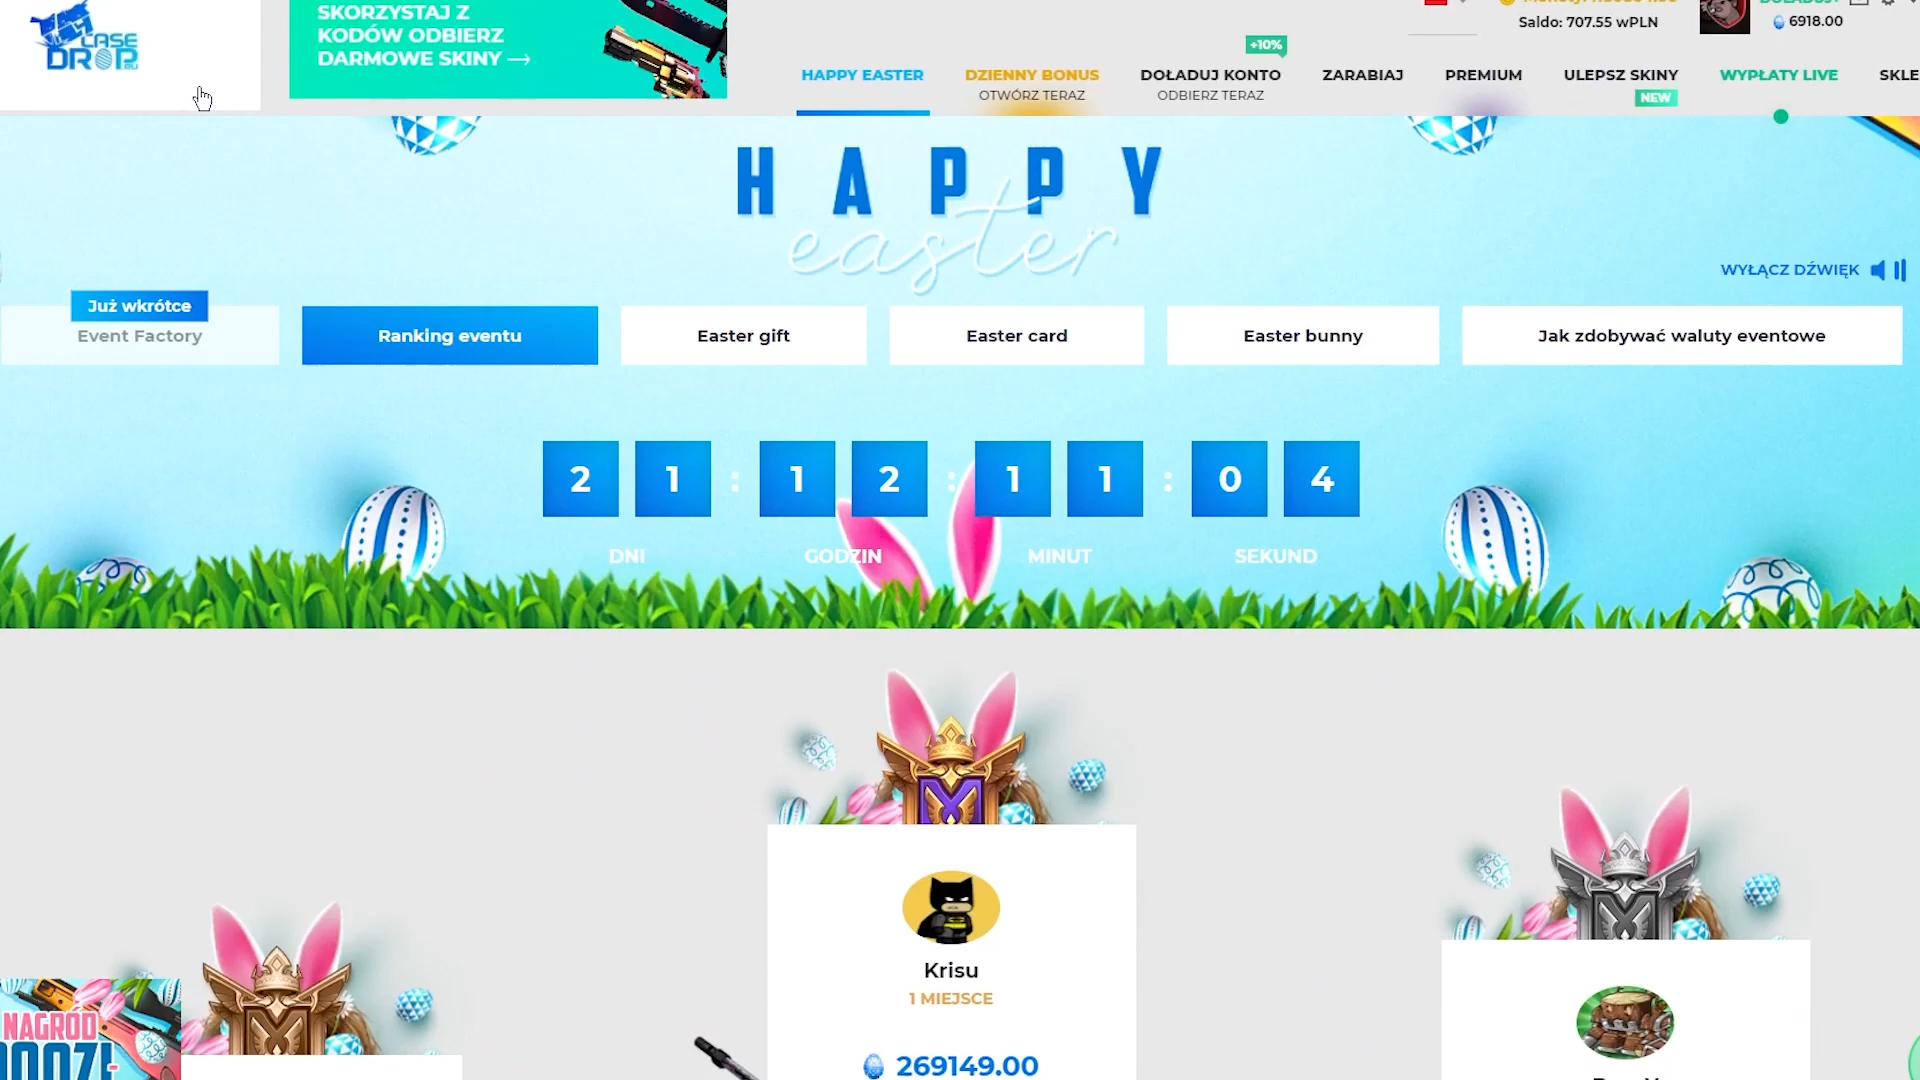 CASE
DROP
SKORZYSTAJ Z
KODÓW ODBIERZ
DARMOWE SKINY →
Saldo: 707.55 wPLN
6918.00
+10%
HAPPY EASTER
DZIENNY BONUS
OTWÓRZ TERAZ
DOŁADUJ KONTO
ODBIERZ TERAZ
ZARABIAJ
PREMIUM
ULEPSZ SKINY
NEW
WYPŁATY LIVE
SKLE
HAPPY
easter
WYŁĄCZ DŹWIĘK
Już wkrótce
Event Factory
Ranking eventu
Easter gift
Easter card
Easter bunny
Jak zdobywać waluty eventowe
2 1 : 1 2 : 1 1 : 0 4
DNI
GODZIN
MINUT
SEKUND
Krisu
1 MIEJSCE
269149.00
NAGRÓD